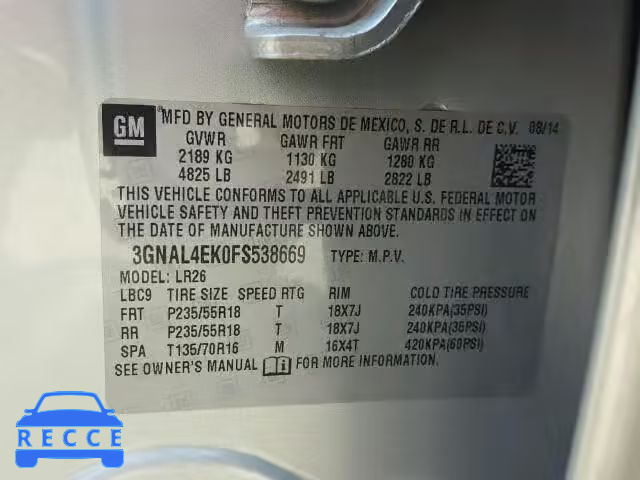 GM
® MFD BY GENERAL MOTORS DE MEXICO, S. DE R.L. DE C.V. 08/14
GVWR GAWR FRT GAWR RR
2189 KG 1130 KG 1280 KG
4825 LB 2491 LB 2822 LB
THIS VEHICLE CONFORMS TO ALL APPLICABLE U.S. FEDERAL MOTOR
VEHICLE SAFETY AND THEFT PREVENTION STANDARDS IN EFFECT ON
THE DATE OF MANUFACTURE SHOWN ABOVE.
3GNAL4EK0FS538669 TYPE: M.P.V.
MODEL: LR26
LBC9 TIRE SIZE SPEED RTG RIM COLD TIRE PRESSURE
FRT P235/55R18 T 18X7J 240KPA(35PSI)
RR P235/55R18 T 18X7J 240KPA(35PSI)
SPA T135/70R16 M 16X4T 420KPA(60PSI)
SEE OWNER'S MANUAL FOR MORE INFORMATION.
RECCE